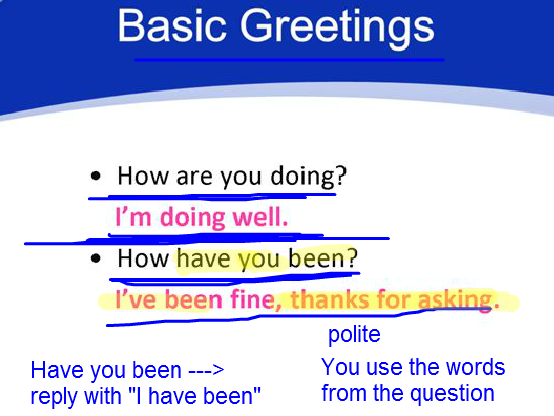 Basic Greetings
• How are you doing?
I'm doing well.
• How have you been?
I've been fine, thanks for asking.
polite
Have you been --->
reply with "I have been"
You use the words
from the question